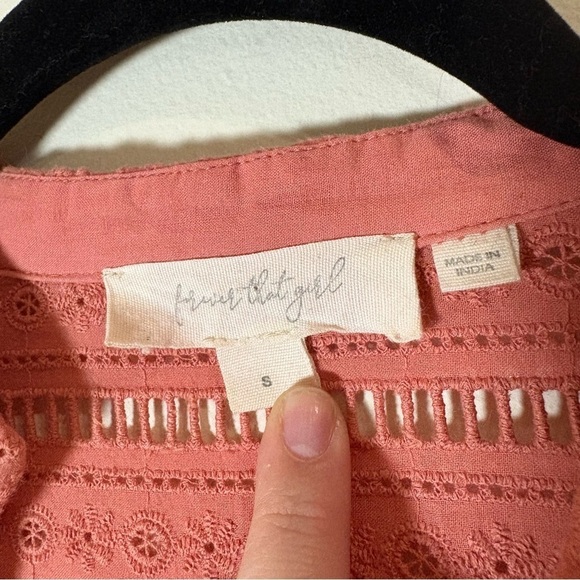 forever that girl
MADE IN
INDIA
S